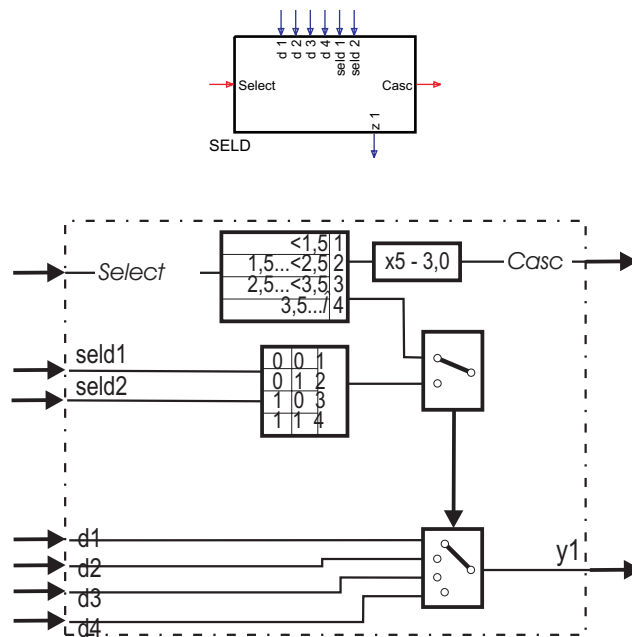 d 1
d 2
d 3
d 4
seld 1
seld 2
Select
Casc
z 1
SELD
Select
<1,5 1
1,5...<2,5 2
2,5...<3,5 3
3,5.../ 4
x5 - 3,0
Casc
seld1
seld2
0 0 1
0 1 2
1 0 3
1 1 4
d1
d2
d3
d4
y1